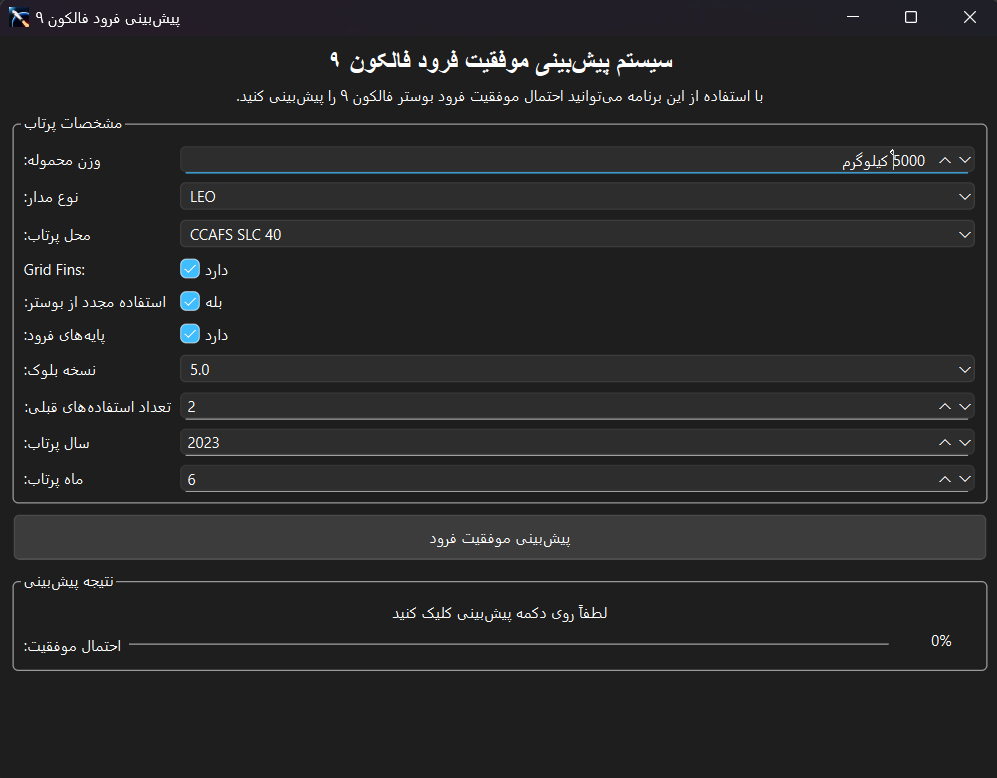 پیش‌بینی فرود فالکون ۹
سیستم پیش‌بینی موفقیت فرود فالکون ۹
با استفاده از این برنامه می‌توانید احتمال موفقیت فرود بوستر فالکون ۹ را پیش‌بینی کنید.
مشخصات پرتاب
وزن محموله: 5000 کیلوگرم
نوع مدار: LEO
محل پرتاب: CCAFS SLC 40
Grid Fins: دارد
استفاده مجدد از بوستر: بله
پایه‌های فرود: دارد
نسخه بلوک: 5.0
تعداد استفاده‌های قبلی: 2
سال پرتاب: 2023
ماه پرتاب: 6
پیش‌بینی موفقیت فرود
نتیجه پیش‌بینی
لطفاً روی دکمه پیش‌بینی کلیک کنید
احتمال موفقیت: 0%